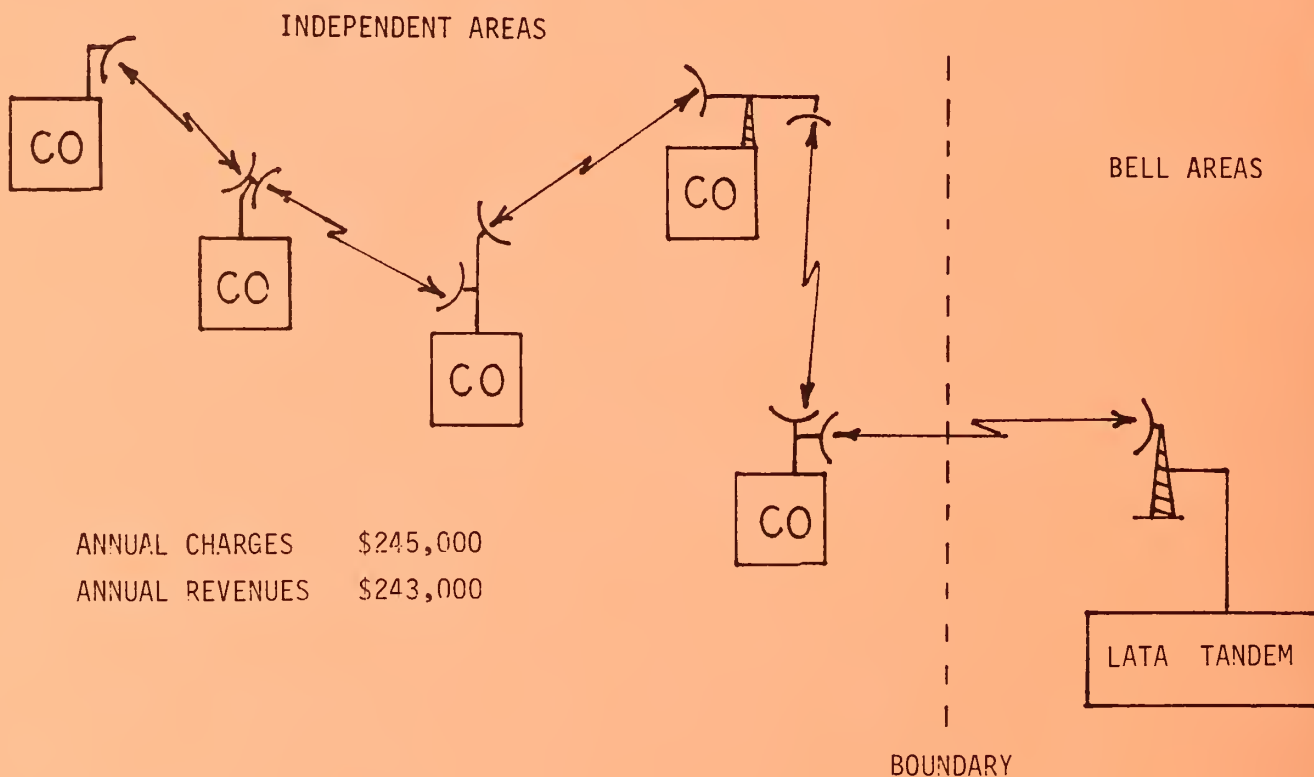 INDEPENDENT AREAS
BELL AREAS
CO
CO
CO
CO
CO
ANNUAL CHARGES $245,000
ANNUAL REVENUES $243,000
LATA TANDEM
BOUNDARY